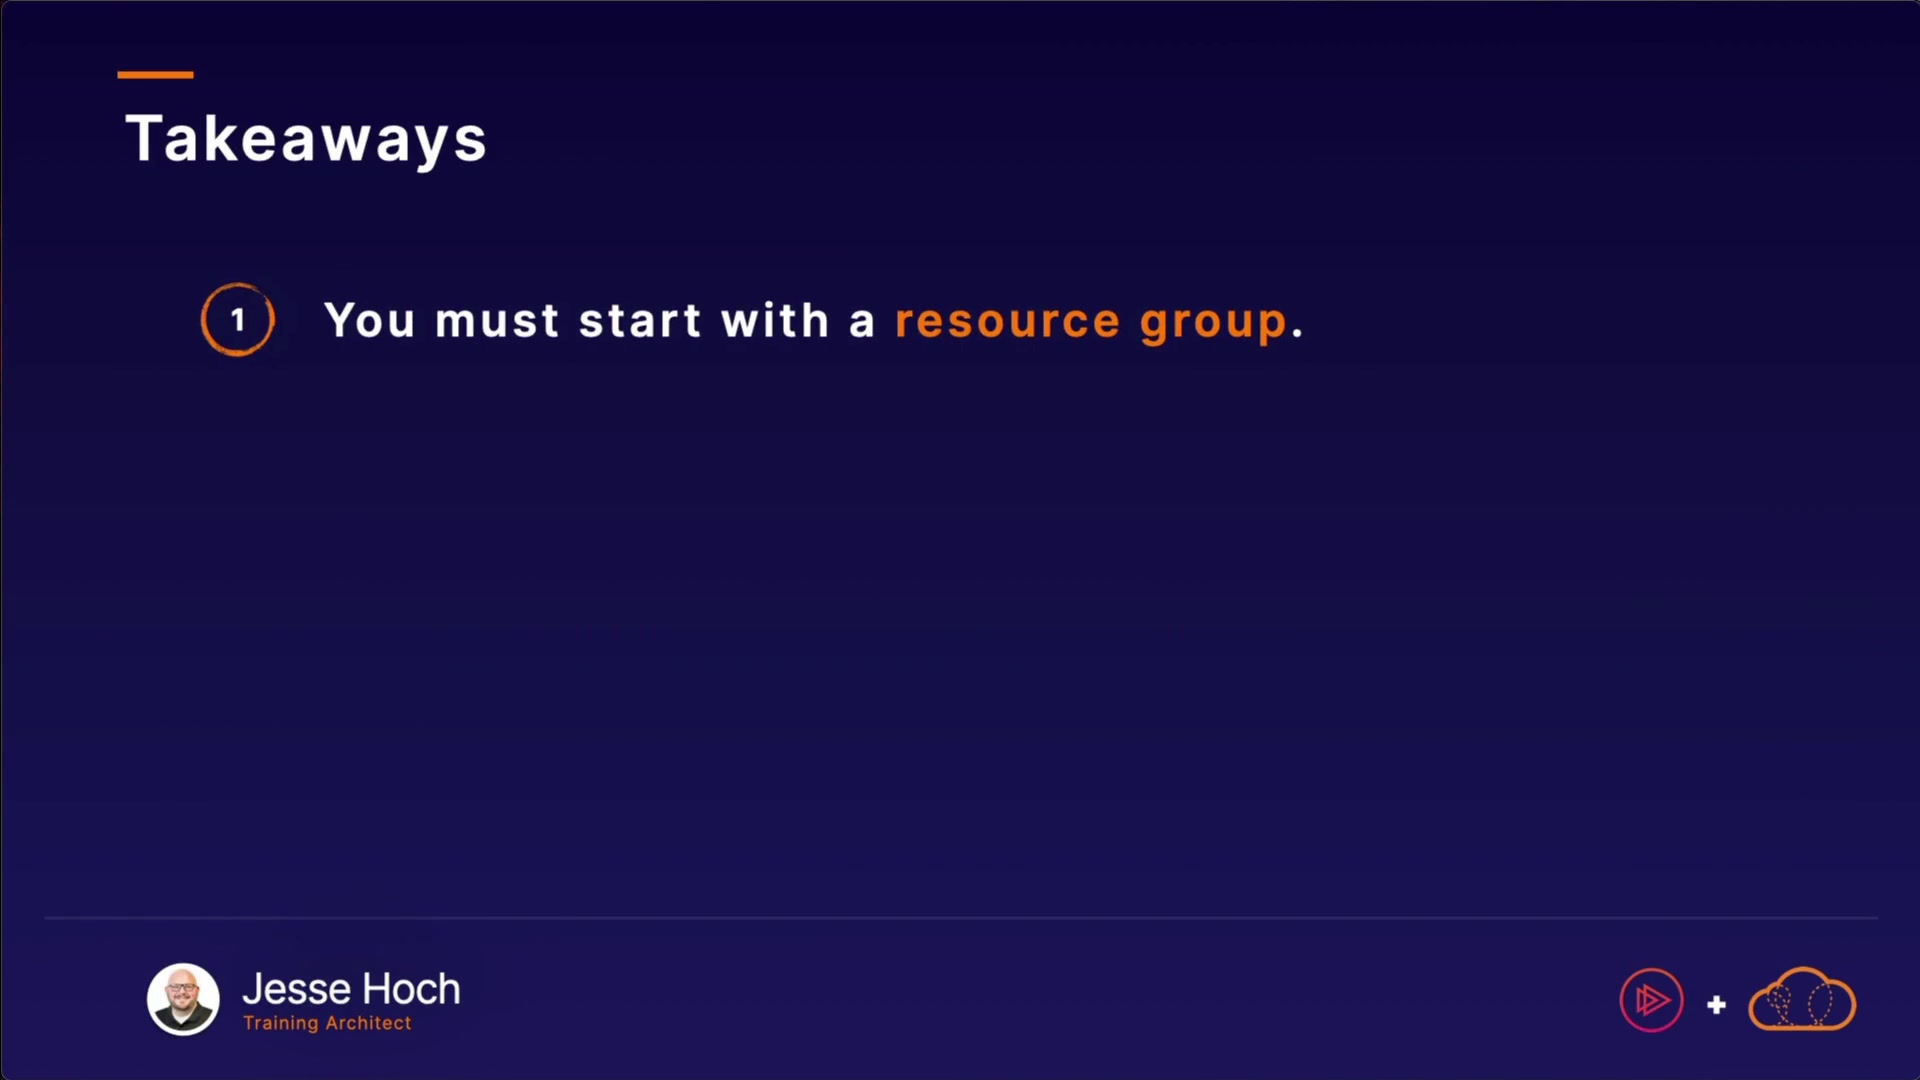 Takeaways
1 You must start with a resource group.
Jesse Hoch
Training Architect
+